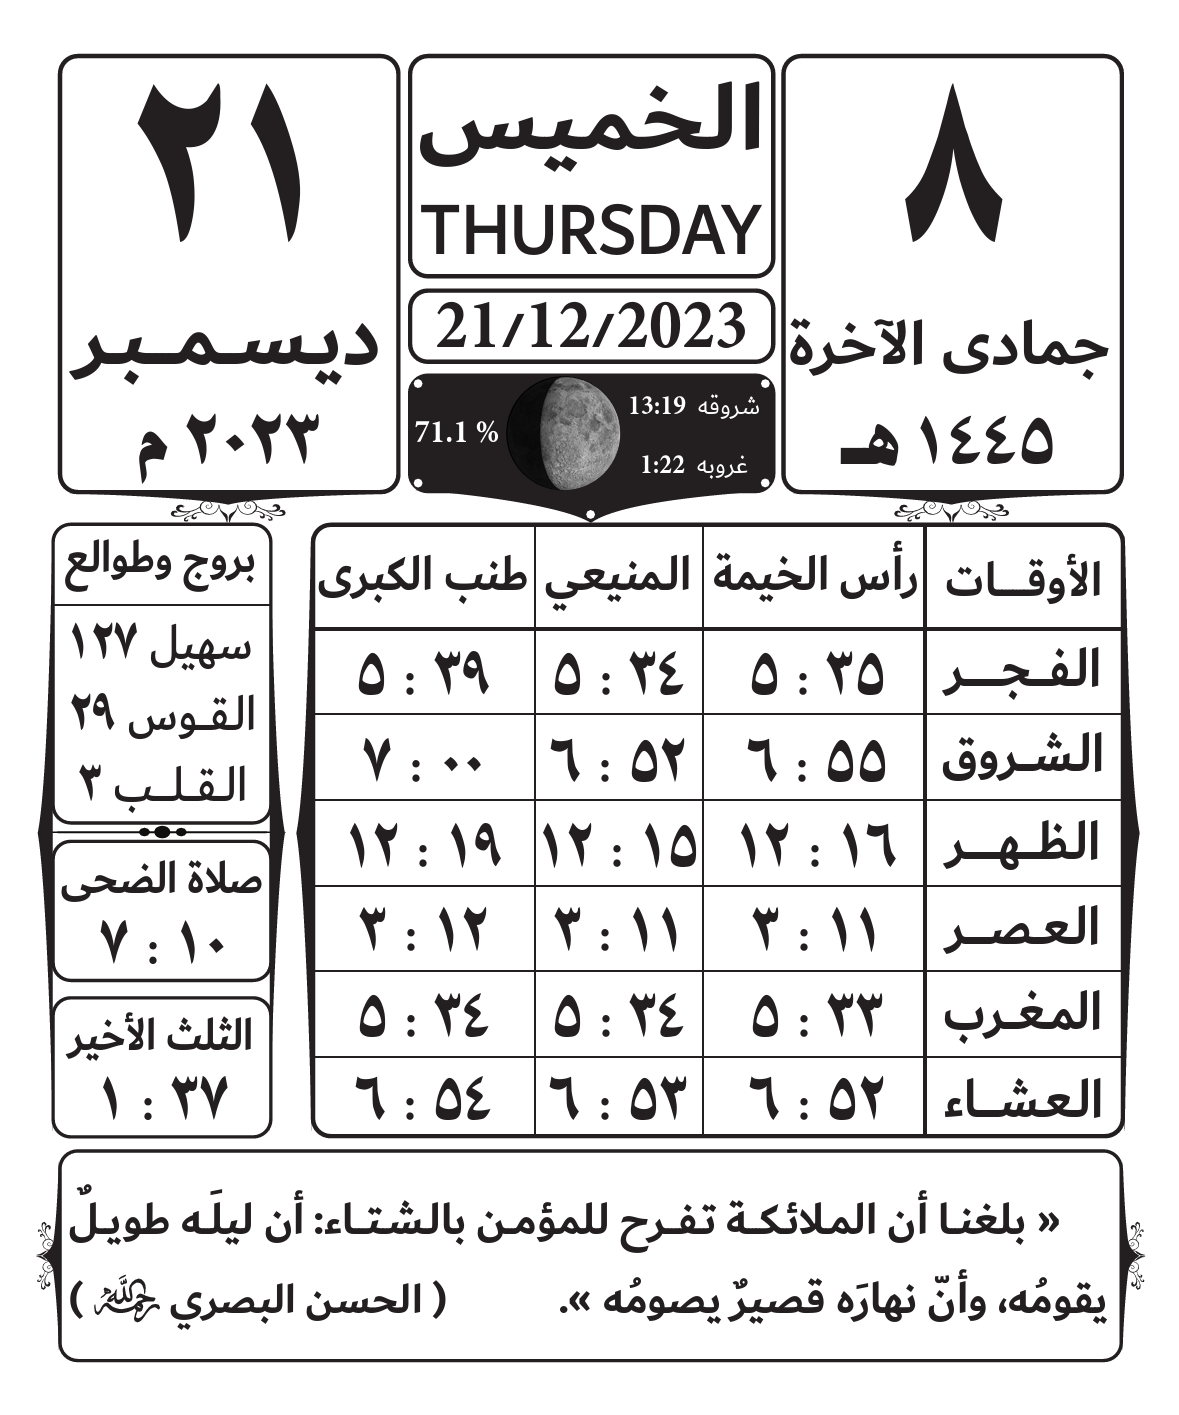 ٨
جمادى الآخرة
١٤٤٥ هـ
الخميس
THURSDAY
21/12/2023
شروقه 13:19
غروبه 1:22
71.1 %
٢١
ديسمبر
٢٠٢٣ م
الأوقات رأس الخيمة المنيعي طنب الكبرى
الفجر ٣٥ : ٥ ٣٤ : ٥ ٣٩ : ٥
الشروق ٥٥ : ٦ ٥٢ : ٦ ٠٠ : ٧
الظهر ١٦ : ١٢ ١٥ : ١٢ ١٩ : ١٢
العصر ١١ : ٣ ١١ : ٣ ١٢ : ٣
المغرب ٣٣ : ٥ ٣٤ : ٥ ٣٤ : ٥
العشاء ٥٢ : ٦ ٥٣ : ٦ ٥٤ : ٦
بروج وطوالع
سهيل ١٢٧
القوس ٢٩
القلب ٣
صلاة الضحى
١٠ : ٧
الثلث الأخير
٣٧ : ١
« بلغنا أن الملائكة تفرح للمؤمن بالشتاء: أن ليلَه طويلٌ
يقومُه، وأنّ نهارَه قصيرٌ يصومُه ».
( الحسن البصري رحمه الله )